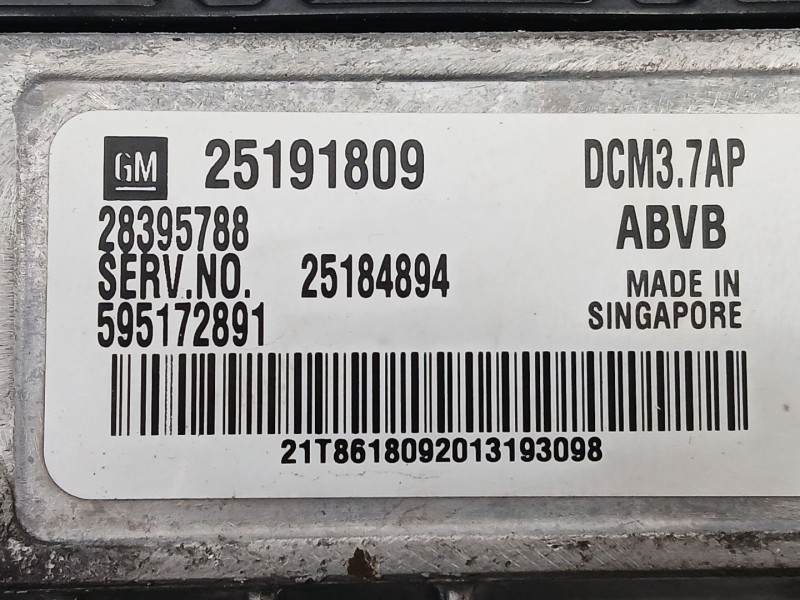 GM 25191809 DCM3.7AP
28395788 ABVB
SERV.NO. 25184894 MADE IN
595172891 SINGAPORE
21T8618092013193098